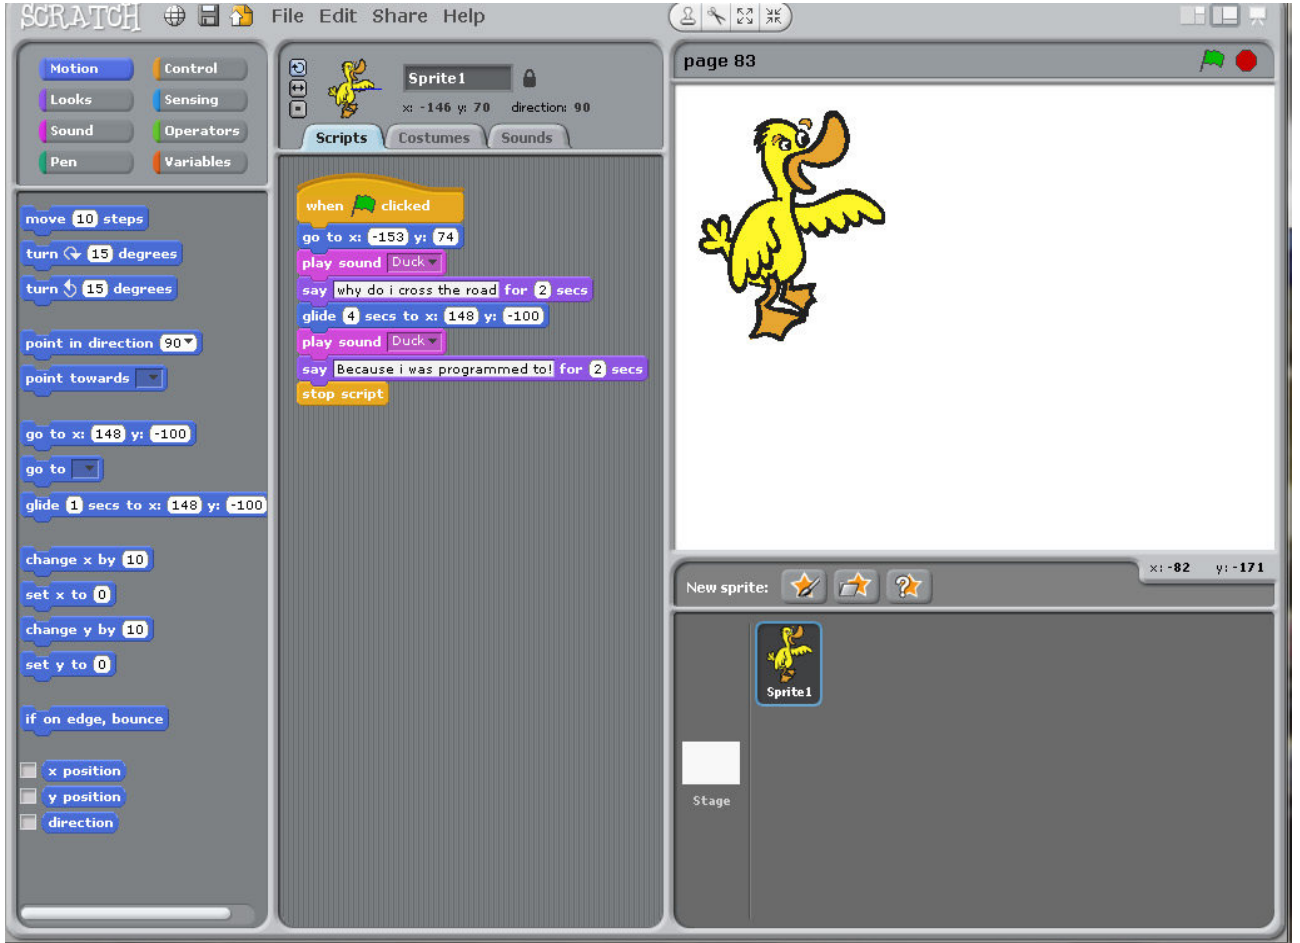 SCRATCH File Edit Share Help
Motion Control
Looks Sensing
Sound Operators
Pen Variables
move 10 steps
turn 15 degrees
turn 15 degrees
point in direction 90
point towards
go to x: 148 y: -100
go to
glide 1 secs to x: 148 y: -100
change x by 10
set x to 0
change y by 10
set y to 0
if on edge, bounce
x position
y position
direction
Sprite1
x: -146 y: 70 direction: 90
Scripts Costumes Sounds
when clicked
go to x: -153 y: 74
play sound Duck
say why do i cross the road for 2 secs
glide 4 secs to x: 148 y: -100
play sound Duck
say Because i was programmed to! for 2 secs
stop script
page 83
x: -82 y: -171
New sprite:
Sprite1
Stage